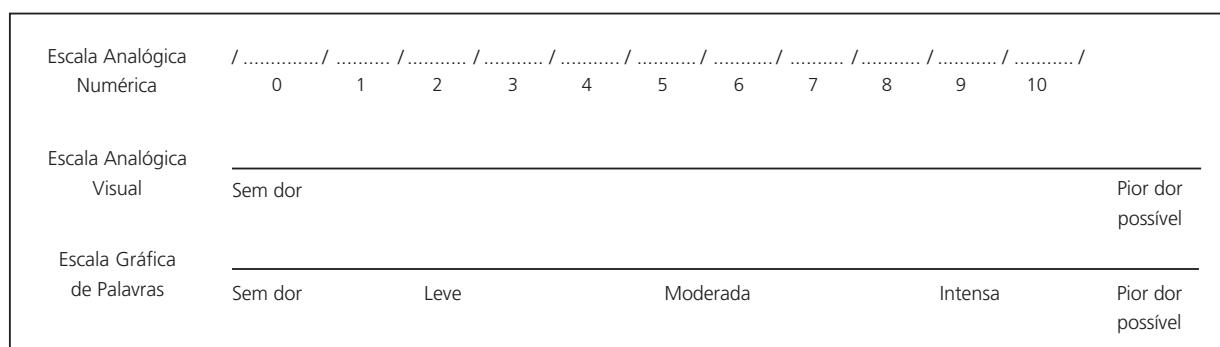 Escala Analógica
Numérica
/ ..............
/ .......... / ........... / ........... / ........... / ........... / ........... / .......... / ........... / ........... / ........... /
0 1 2 3 4 5 6 7 8 9 10
Escala Analógica
Visual
Sem dor
Pior dor
possível
Escala Gráfica
de Palavras
Sem dor Leve Moderada Intensa Pior dor
possível